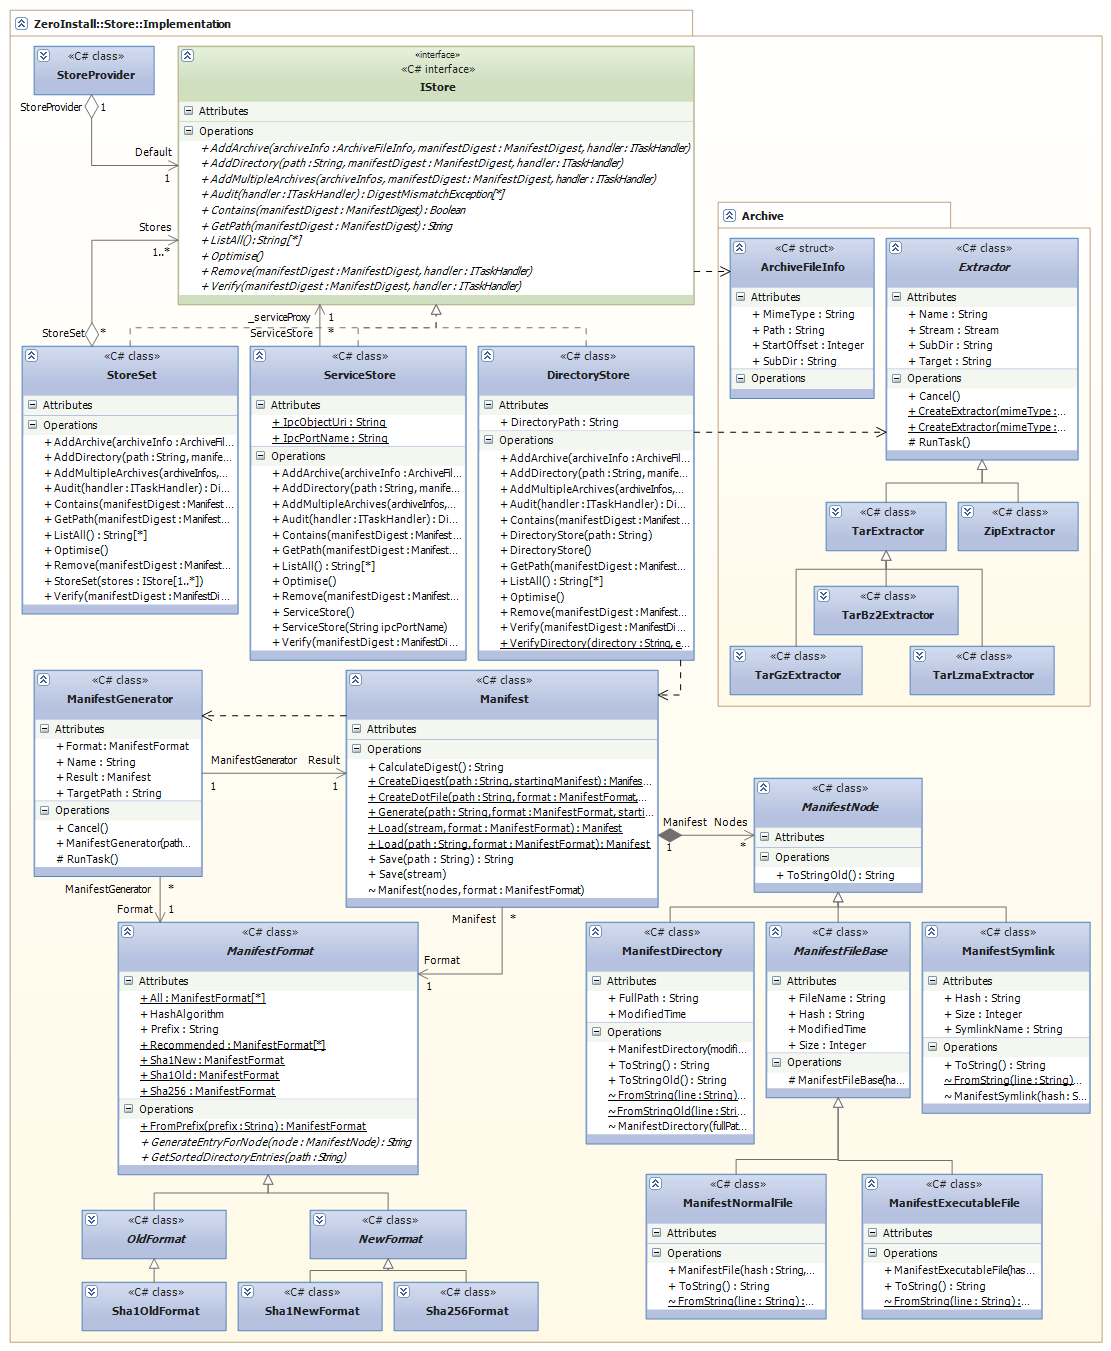 ZeroInstall::Store::Implementation
«C# class»
StoreProvider
StoreProvider
1
Default
1
«interface»
«C# interface»
IStore
Attributes
Operations
+ AddArchive(archiveInfo : ArchiveFileInfo, manifestDigest : ManifestDigest, handler : ITaskHandler)
+ AddDirectory(path : String, manifestDigest : ManifestDigest, handler : ITaskHandler)
+ AddMultipleArchives(archiveInfos, manifestDigest : ManifestDigest, handler : ITaskHandler)
+ Audit(handler : ITaskHandler) : DigestMismatchException[*]
+ Contains(manifestDigest : ManifestDigest) : Boolean
+ GetPath(manifestDigest : ManifestDigest) : String
+ ListAll() : String[*]
+ Optimise()
+ Remove(manifestDigest : ManifestDigest, handler : ITaskHandler)
+ Verify(manifestDigest : ManifestDigest, handler : ITaskHandler)
Stores
1..*
StoreSet
*
_serviceProxy
1
ServiceStore
*
Archive
«C# struct»
ArchiveFileInfo
Attributes
+ MimeType : String
+ Path : String
+ StartOffset : Integer
+ SubDir : String
Operations
«C# class»
Extractor
Attributes
+ Name : String
+ Stream : Stream
+ SubDir : String
+ Target : String
Operations
+ Cancel()
+ CreateExtractor(mimeType :...
+ CreateExtractor(mimeType :...
# RunTask()
«C# class»
TarExtractor
«C# class»
ZipExtractor
«C# class»
TarBz2Extractor
«C# class»
TarGzExtractor
«C# class»
TarLzmaExtractor
«C# class»
StoreSet
Attributes
Operations
+ AddArchive(archiveInfo : ArchiveFil...
+ AddDirectory(path : String, manife...
+ AddMultipleArchives(archiveInfos,...
+ Audit(handler : ITaskHandler) : Di...
+ Contains(manifestDigest : Manifest...
+ GetPath(manifestDigest : Manifest...
+ ListAll() : String[*]
+ Optimise()
+ Remove(manifestDigest : Manifest...
+ StoreSet(stores : IStore[1..*])
+ Verify(manifestDigest : ManifestDi...
«C# class»
ServiceStore
Attributes
+ IpcObjectUri : String
+ IpcPortName : String
Operations
+ AddArchive(archiveInfo : ArchiveFil...
+ AddDirectory(path : String, manife...
+ AddMultipleArchives(archiveInfos,...
+ Audit(handler : ITaskHandler) : Di...
+ Contains(manifestDigest : Manifest...
+ GetPath(manifestDigest : Manifest...
+ ListAll() : String[*]
+ Optimise()
+ Remove(manifestDigest : Manifest...
+ ServiceStore()
+ ServiceStore(String ipcPortName)
+ Verify(manifestDigest : ManifestDi...
«C# class»
DirectoryStore
Attributes
+ DirectoryPath : String
Operations
+ AddArchive(archiveInfo : ArchiveFil...
+ AddDirectory(path : String, manife...
+ AddMultipleArchives(archiveInfos,...
+ Audit(handler : ITaskHandler) : Di...
+ Contains(manifestDigest : Manifest...
+ DirectoryStore(path : String)
+ DirectoryStore()
+ GetPath(manifestDigest : Manifest...
+ ListAll() : String[*]
+ Optimise()
+ Remove(manifestDigest : Manifest...
+ Verify(manifestDigest : ManifestDi...
+ VerifyDirectory(directory : String, e...
«C# class»
ManifestGenerator
Attributes
+ Format : ManifestFormat
+ Name : String
+ Result : Manifest
+ TargetPath : String
Operations
+ Cancel()
+ ManifestGenerator(path...
# RunTask()
ManifestGenerator
1
Result
1
ManifestGenerator
*
Format
1
«C# class»
Manifest
Attributes
Operations
+ CalculateDigest() : String
+ CreateDigest(path : String, startingManifest) : Manifes...
+ CreateDotFile(path : String, format : ManifestFormat,...
+ Generate(path : String, format : ManifestFormat, starti...
+ Load(stream, format : ManifestFormat) : Manifest
+ Load(path : String, format : ManifestFormat) : Manifest
+ Save(path : String) : String
+ Save(stream)
~ Manifest(nodes, format : ManifestFormat)
Manifest
1
Nodes
*
Manifest
*
Format
1
«C# class»
ManifestNode
Attributes
Operations
+ ToStringOld() : String
«C# class»
ManifestFormat
Attributes
+ All : ManifestFormat[*]
+ HashAlgorithm
+ Prefix : String
+ Recommended : ManifestFormat[*]
+ Sha1New : ManifestFormat
+ Sha1Old : ManifestFormat
+ Sha256 : ManifestFormat
Operations
+ FromPrefix(prefix : String) : ManifestFormat
+ GenerateEntryForNode(node : ManifestNode) : String
+ GetSortedDirectoryEntries(path : String)
«C# class»
OldFormat
«C# class»
NewFormat
«C# class»
Sha1OldFormat
«C# class»
Sha1NewFormat
«C# class»
Sha256Format
«C# class»
ManifestDirectory
Attributes
+ FullPath : String
+ ModifiedTime
Operations
+ ManifestDirectory(modifi...
+ ToString() : String
+ ToStringOld() : String
~ FromString(line : String)...
~ FromStringOld(line : Stri...
~ ManifestDirectory(fullPat...
«C# class»
ManifestFileBase
Attributes
+ FileName : String
+ Hash : String
+ ModifiedTime
+ Size : Integer
Operations
# ManifestFileBase(ha...
«C# class»
ManifestSymlink
Attributes
+ Hash : String
+ Size : Integer
+ SymlinkName : String
Operations
+ ToString() : String
~ FromString(line : String)...
~ ManifestSymlink(hash : S...
«C# class»
ManifestNormalFile
Attributes
Operations
+ ManifestFile(hash : String,...
+ ToString() : String
~ FromString(line : String) :...
«C# class»
ManifestExecutableFile
Attributes
Operations
+ ManifestExecutableFile(has...
+ ToString() : String
~ FromString(line : String) :...